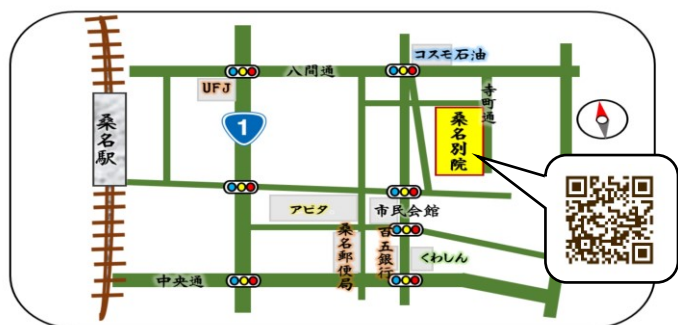 コスモ石油
八間通
UFJ
寺町通
桑名駅
1
桑名別院
アピタ
市民会館
桑名郵便局
百五銀行
くわしん
中央通